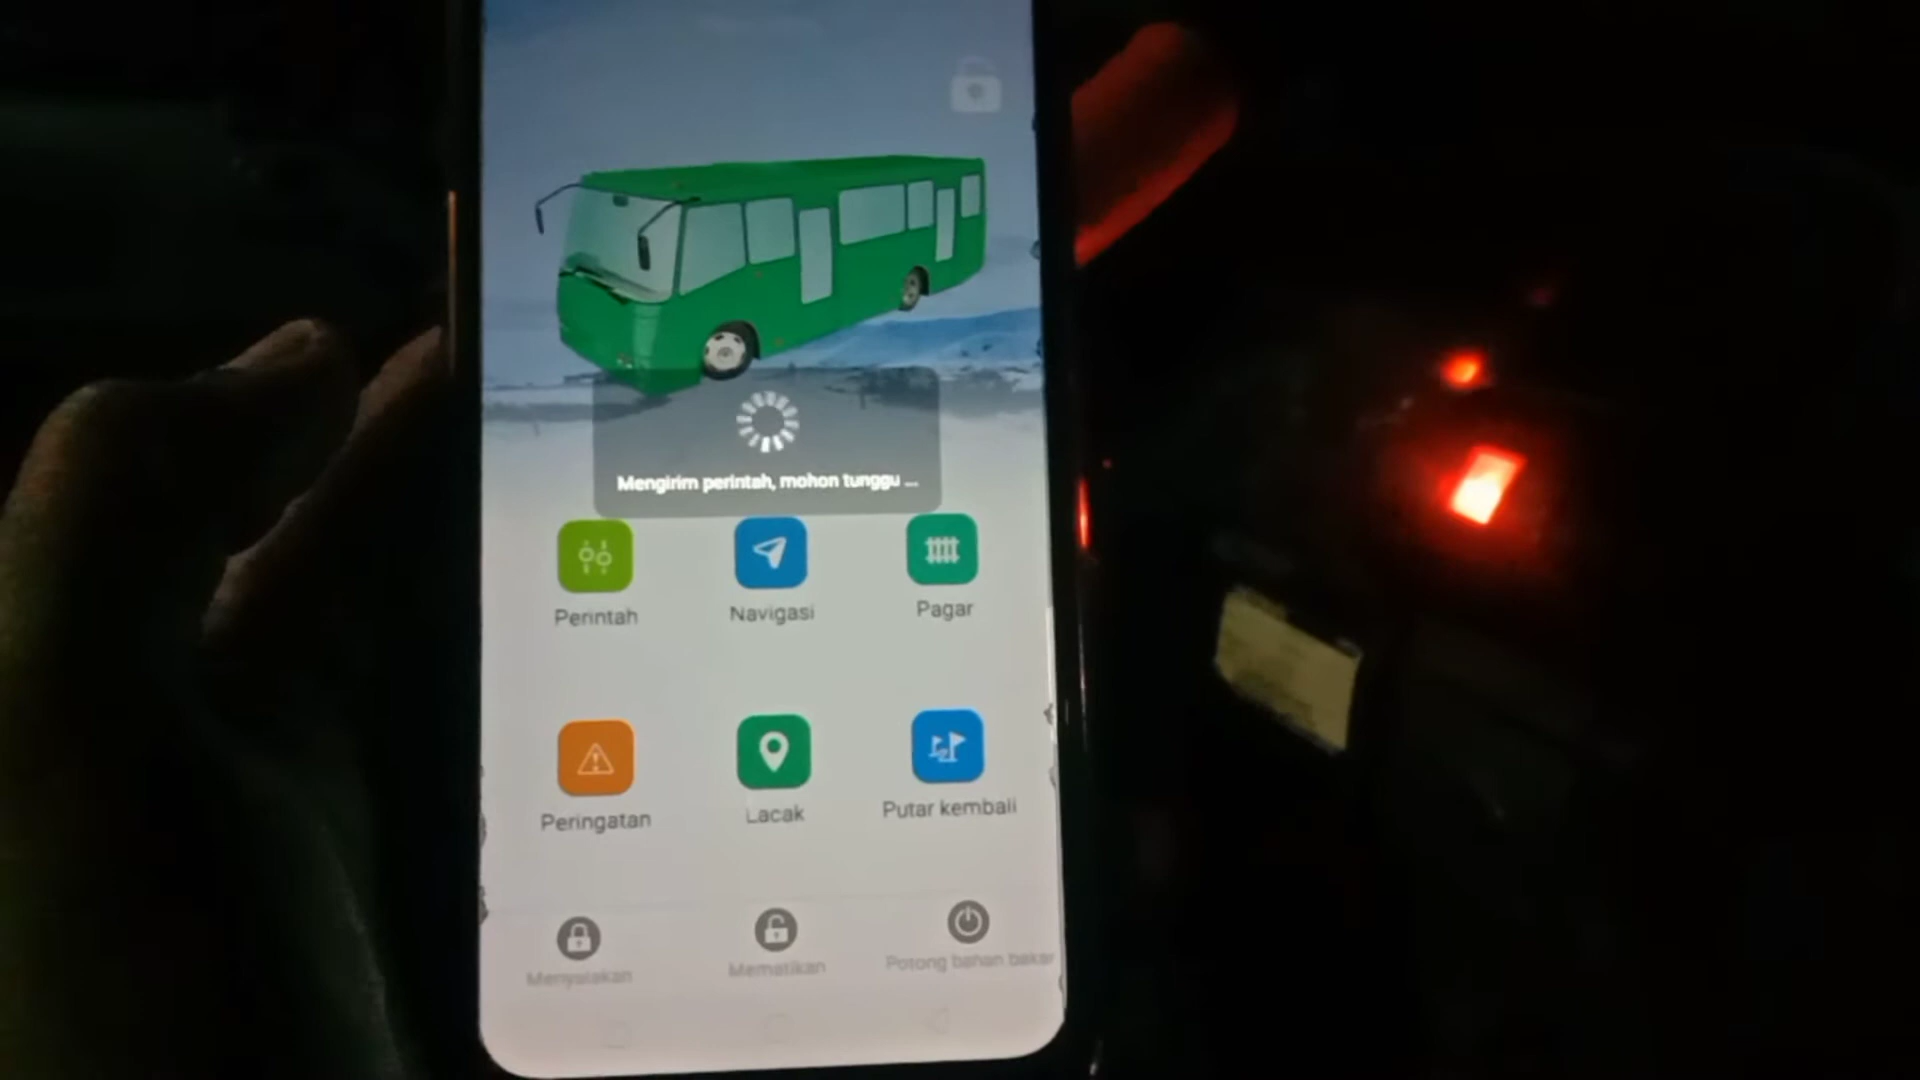 Mengirim perintah, mohon tunggu ...
Perintah
Navigasi
Pagar
Peringatan
Lacak
Putar kembali
Menyalakan
Mematikan
Potong bahan bakar